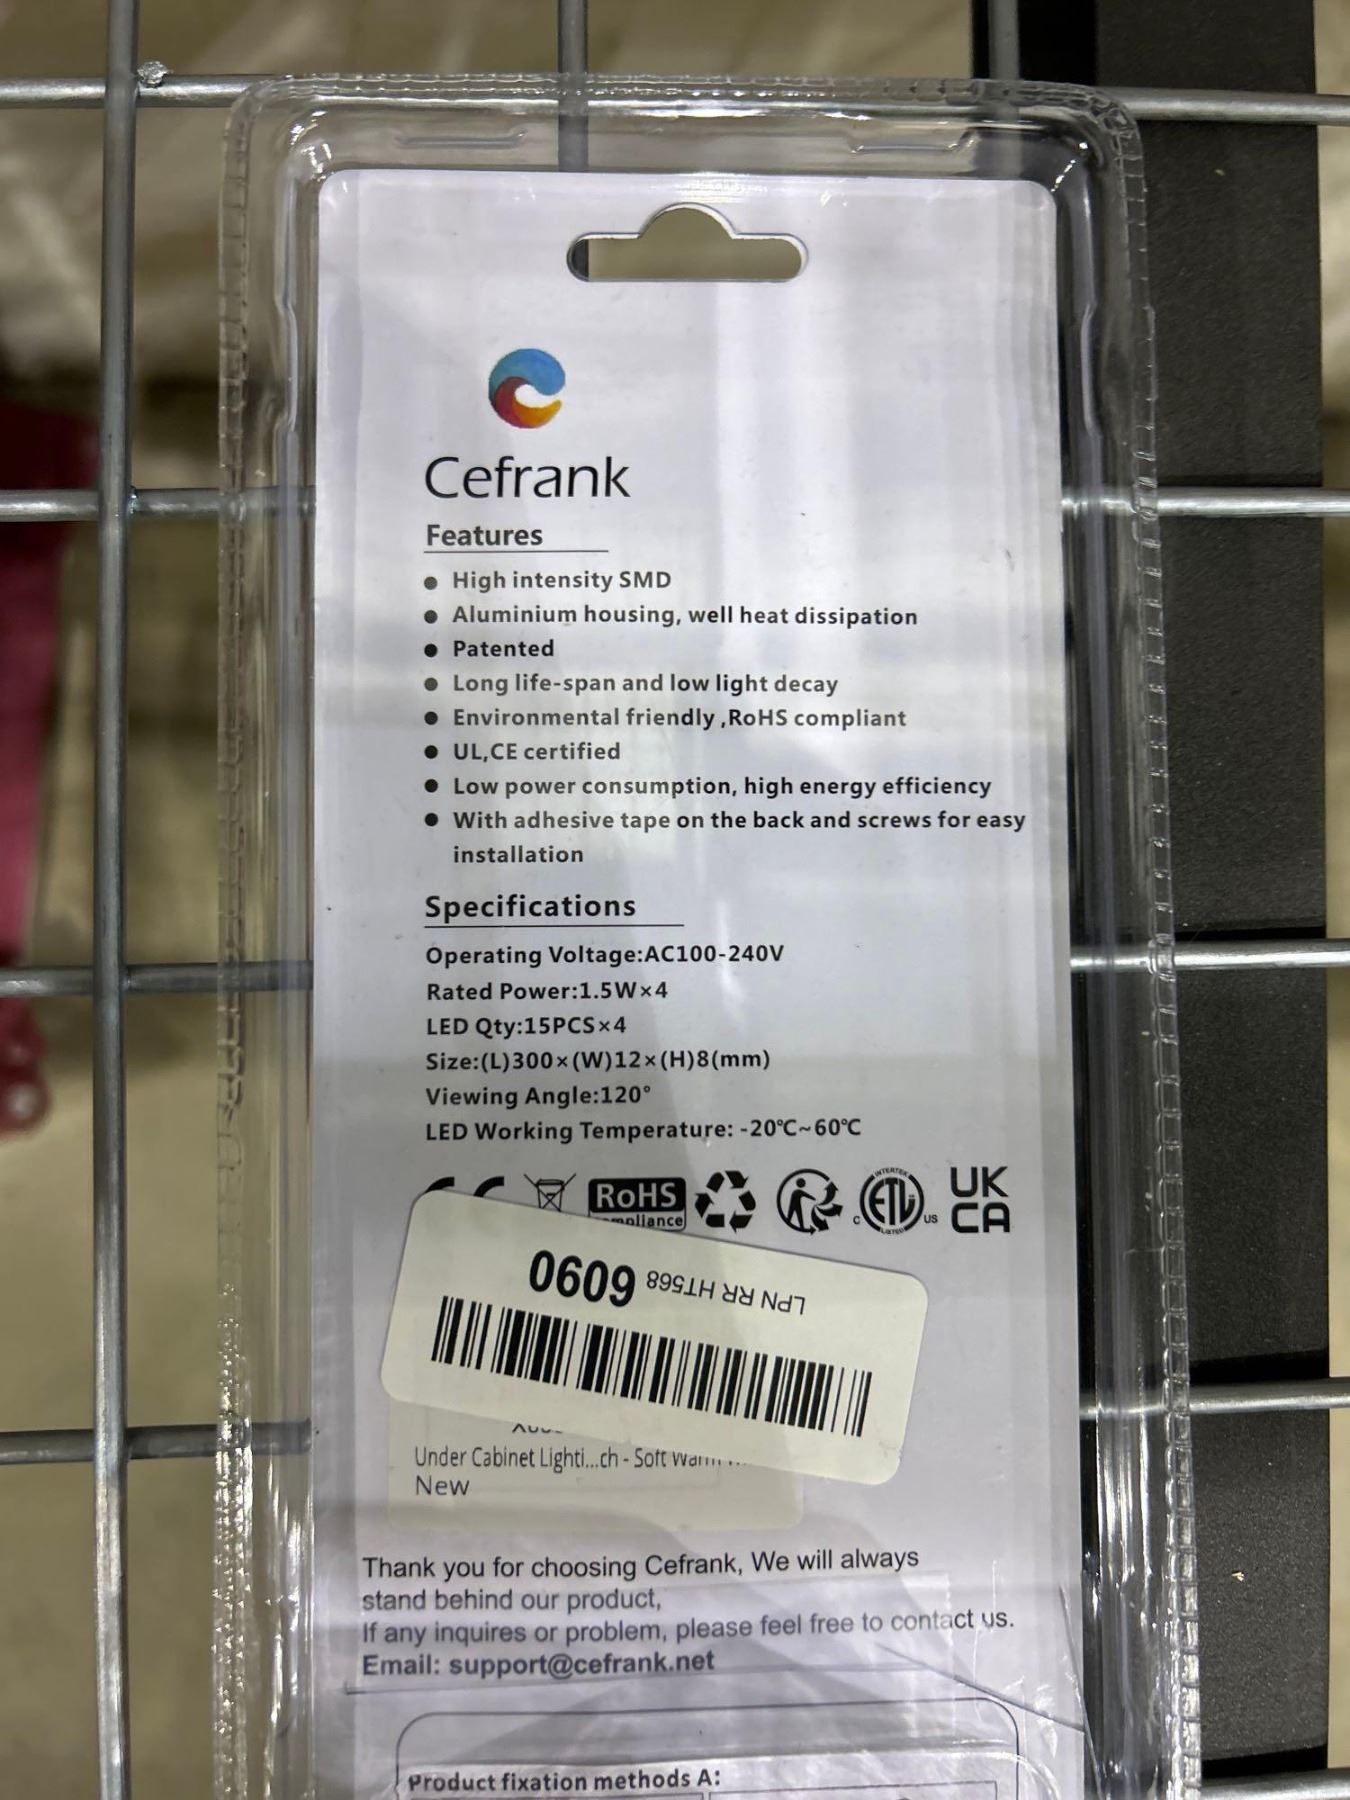 Cefrank
Features
● High intensity SMD
● Aluminium housing, well heat dissipation
● Patented
● Long life-span and low light decay
● Environmental friendly ,RoHS compliant
● UL,CE certified
● Low power consumption, high energy efficiency
● With adhesive tape on the back and screws for easy
installation
Specifications
Operating Voltage:AC100-240V
Rated Power:1.5W×4
LED Qty:15PCS×4
Size:(L)300×(W)12×(H)8(mm)
Viewing Angle:120°
LED Working Temperature: -20℃~60℃
RoHS
INTERTEK
c ETL us
LISTED
UK
CA
LPN RR HT568 0609
Under Cabinet Lighti...ch - Soft
New
Thank you for choosing Cefrank, We will always
stand behind our product,
If any inquires or problem, please feel free to contact us.
Email: support@cefrank.net
Product fixation methods A: